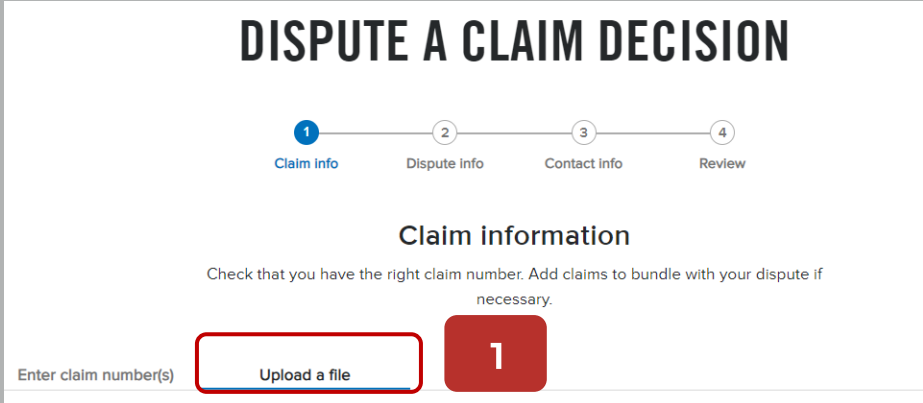 DISPUTE A CLAIM DECISION
1 2 3 4
Claim info Dispute info Contact info Review
Claim information
Check that you have the right claim number. Add claims to bundle with your dispute if
necessary.
Enter claim number(s) Upload a file 1